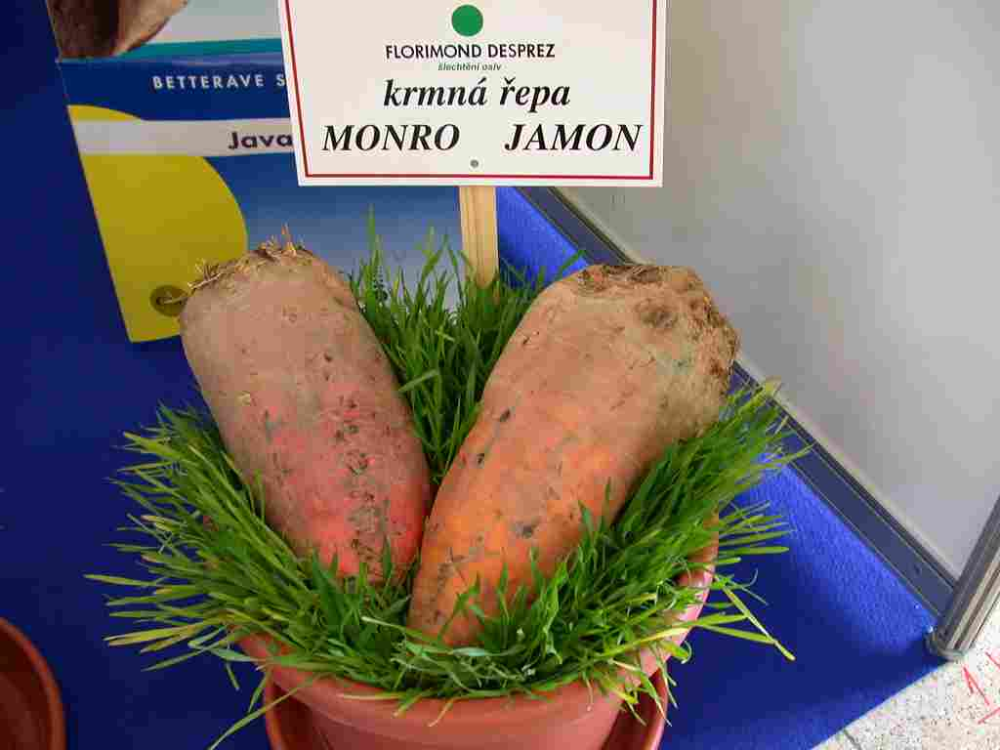 FLORIMOND DESPREZ
šlechtění osiv
krmná řepa
MONRO JAMON
BETTERAVE S
Java